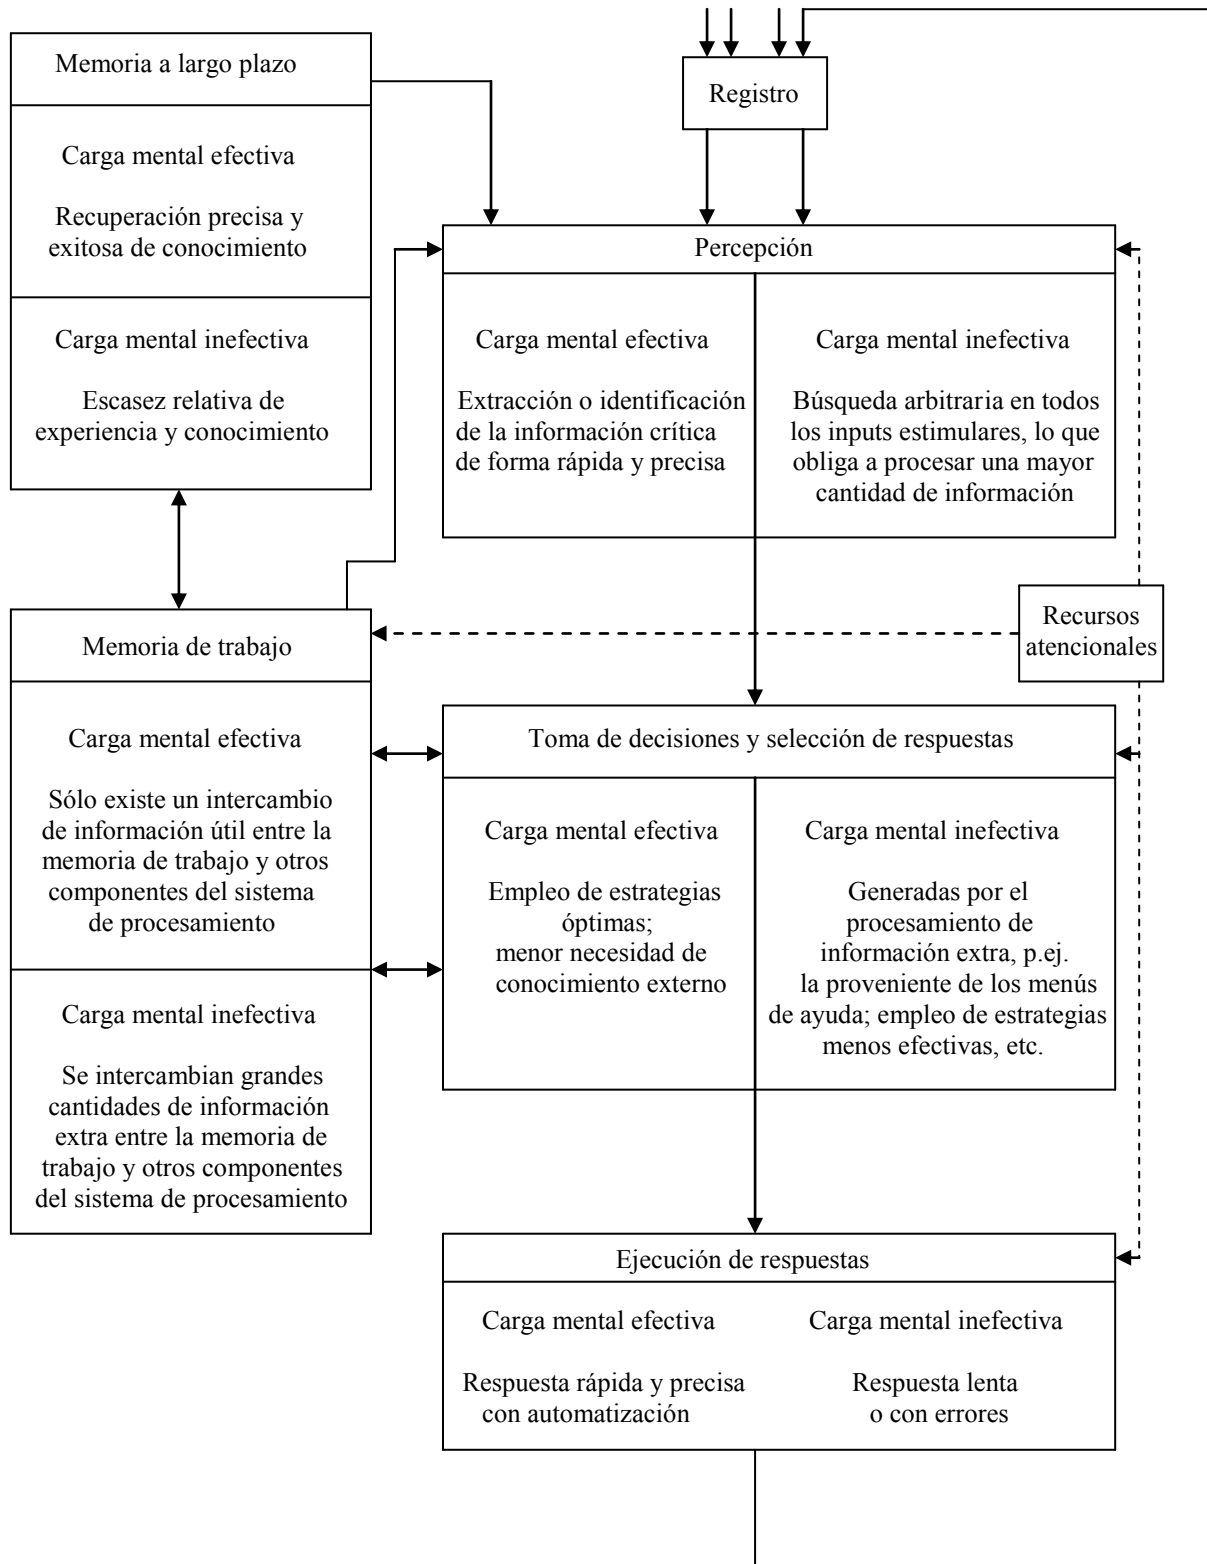 Memoria a largo plazo
Carga mental efectiva
Recuperación precisa y
exitosa de conocimiento
Carga mental inefectiva
Escasez relativa de
experiencia y conocimiento
Registro
Percepción
Carga mental efectiva
Extracción o identificación
de la información crítica
de forma rápida y precisa
Carga mental inefectiva
Búsqueda arbitraria en todos
los inputs estimulares, lo que
obliga a procesar una mayor
cantidad de información
Recursos
atencionales
Memoria de trabajo
Carga mental efectiva
Sólo existe un intercambio
de información útil entre la
memoria de trabajo y otros
componentes del sistema
de procesamiento
Carga mental inefectiva
Se intercambian grandes
cantidades de información
extra entre la memoria de
trabajo y otros componentes
del sistema de procesamiento
Toma de decisiones y selección de respuestas
Carga mental efectiva
Empleo de estrategias
óptimas;
menor necesidad de
conocimiento externo
Carga mental inefectiva
Generadas por el
procesamiento de
información extra, p.ej.
la proveniente de los menús
de ayuda; empleo de estrategias
menos efectivas, etc.
Ejecución de respuestas
Carga mental efectiva
Respuesta rápida y precisa
con automatización
Carga mental inefectiva
Respuesta lenta
o con errores